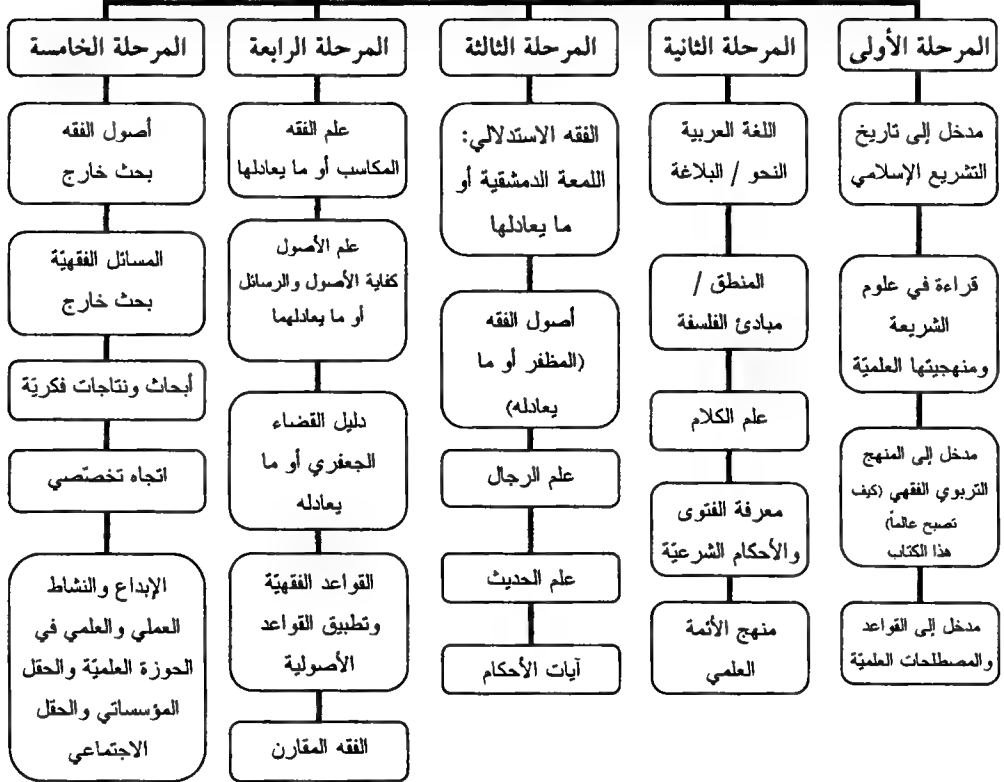 المرحلة الأولى
مدخل إلى تاريخ
التشريع الإسلامي
قراءة في علوم
الشريعة
ومنهجيتها العلميّة
مدخل إلى المنهج
التربوي الفقهي (كيف
تصبح عالماً)
هذا الكتاب
مدخل إلى القواعد
والمصطلحات العلميّة
المرحلة الثانية
اللغة العربية
النحو / البلاغة
المنطق /
مبادئ الفلسفة
علم الكلام
معرفة الفتوى
والأحكام الشرعيّة
منهج الأئمة
العلمي
المرحلة الثالثة
الفقه الاستدلالي:
اللمعة الدمشقية أو
ما يعادلها
أصول الفقه
(المظفر أو ما
يعادله)
علم الرجال
علم الحديث
آيات الأحكام
المرحلة الرابعة
علم الفقه
المكاسب أو ما يعادلها
علم الأصول
كفاية الأصول والرسائل
أو ما يعادلهما
دليل القضاء
الجعفري أو ما
يعادله
القواعد الفقهيّة
وتطبيق القواعد
الأصولية
الفقه المقارن
المرحلة الخامسة
أصول الفقه
بحث خارج
المسائل الفقهيّة
بحث خارج
أبحاث ونتاجات فكريّة
اتجاه تخصّصي
الإبداع والنشاط
العملي والعلمي في
الحوزة العلميّة والحقل
المؤسساتي والحقل
الاجتماعي